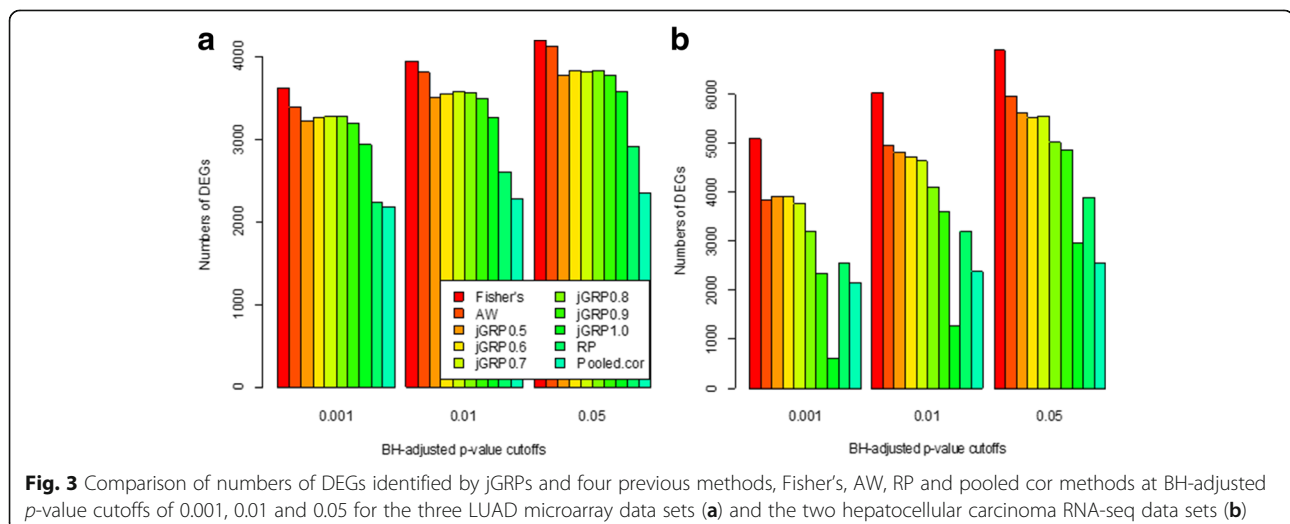 a
Numbers of DEGs
4000
3000
2000
1000
0
0.001
0.01
0.05
BH-adjusted p-value cutoffs
Fisher's
AW
jGRP0.5
jGRP0.6
jGRP0.7
jGRP0.8
jGRP0.9
jGRP1.0
RP
Pooled.cor
b
Numbers of DEGs
6000
5000
4000
3000
2000
1000
0
0.001
0.01
0.05
BH-adjusted p-value cutoffs
Fig. 3 Comparison of numbers of DEGs identified by jGRPs and four previous methods, Fisher's, AW, RP and pooled cor methods at BH-adjusted
p-value cutoffs of 0.001, 0.01 and 0.05 for the three LUAD microarray data sets (a) and the two hepatocellular carcinoma RNA-seq data sets (b)